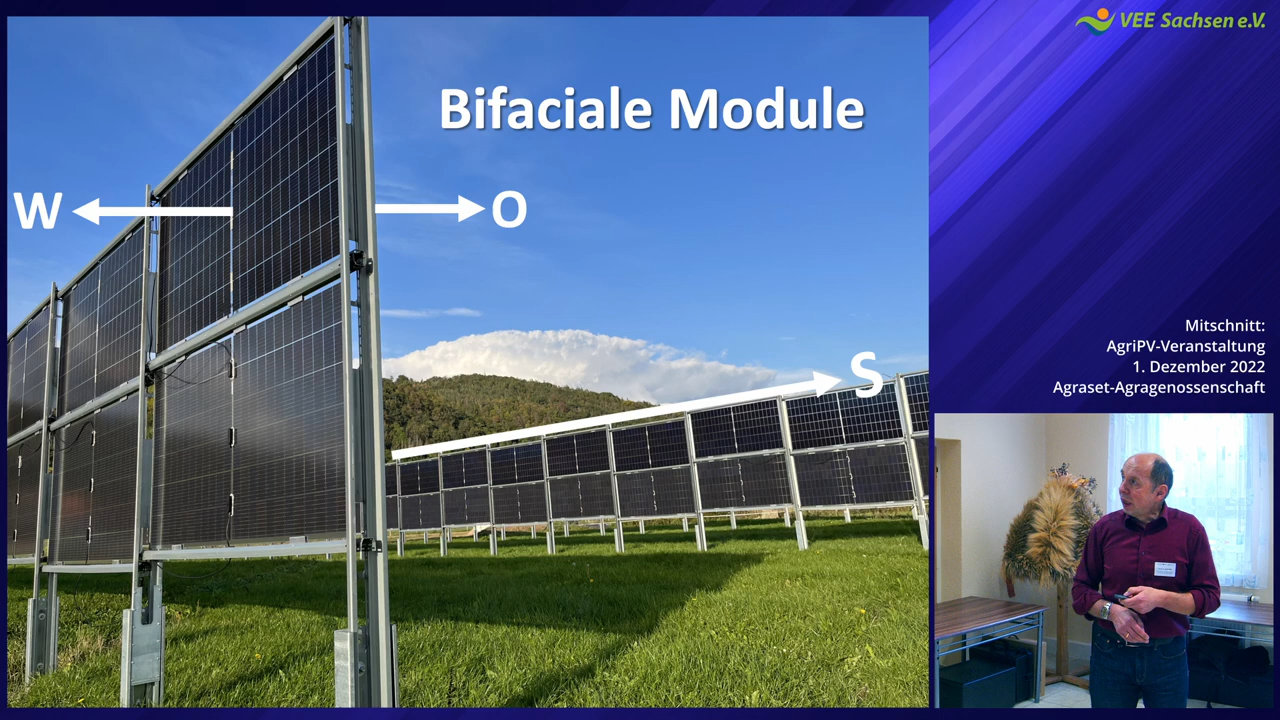 Bifaciale Module
W
O
S
VEE Sachsen e.V.
Mitschnitt:
AgriPV-Veranstaltung
1. Dezember 2022
Agraset-Agragenossenschaft